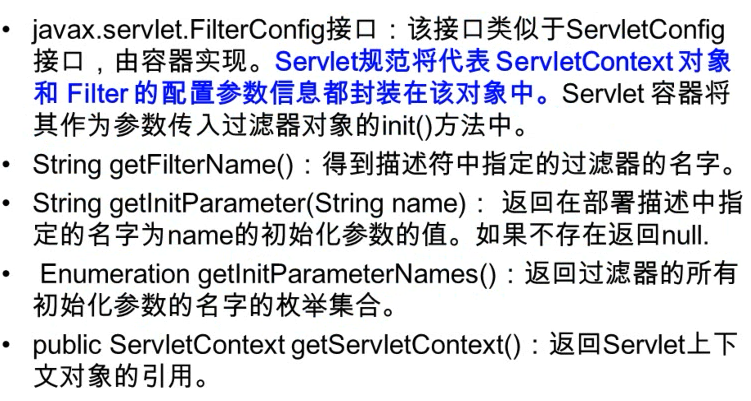 • javax.servlet.FilterConfig接口：该接口类似于ServletConfig
接口，由容器实现。Servlet规范将代表 ServletContext 对象
和 Filter 的配置参数信息都封装在该对象中。Servlet 容器将
其作为参数传入过滤器对象的init()方法中。
• String getFilterName()：得到描述符中指定的过滤器的名字。
• String getInitParameter(String name)： 返回在部署描述中指
定的名字为name的初始化参数的值。如果不存在返回null.
• Enumeration getInitParameterNames()：返回过滤器的所有
初始化参数的名字的枚举集合。
• public ServletContext getServletContext()：返回Servlet上下
文对象的引用。